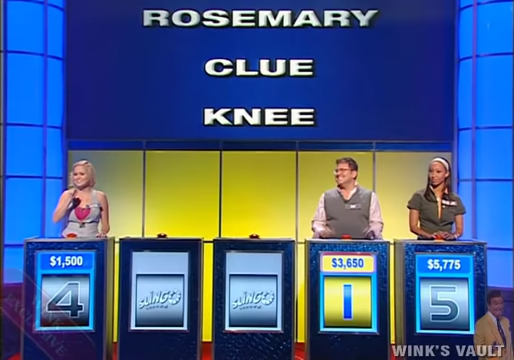 ROSEMARY
CLUE
KNEE
$1,500
$3,650
$5,775
4
1
5
WINK'S VAULT